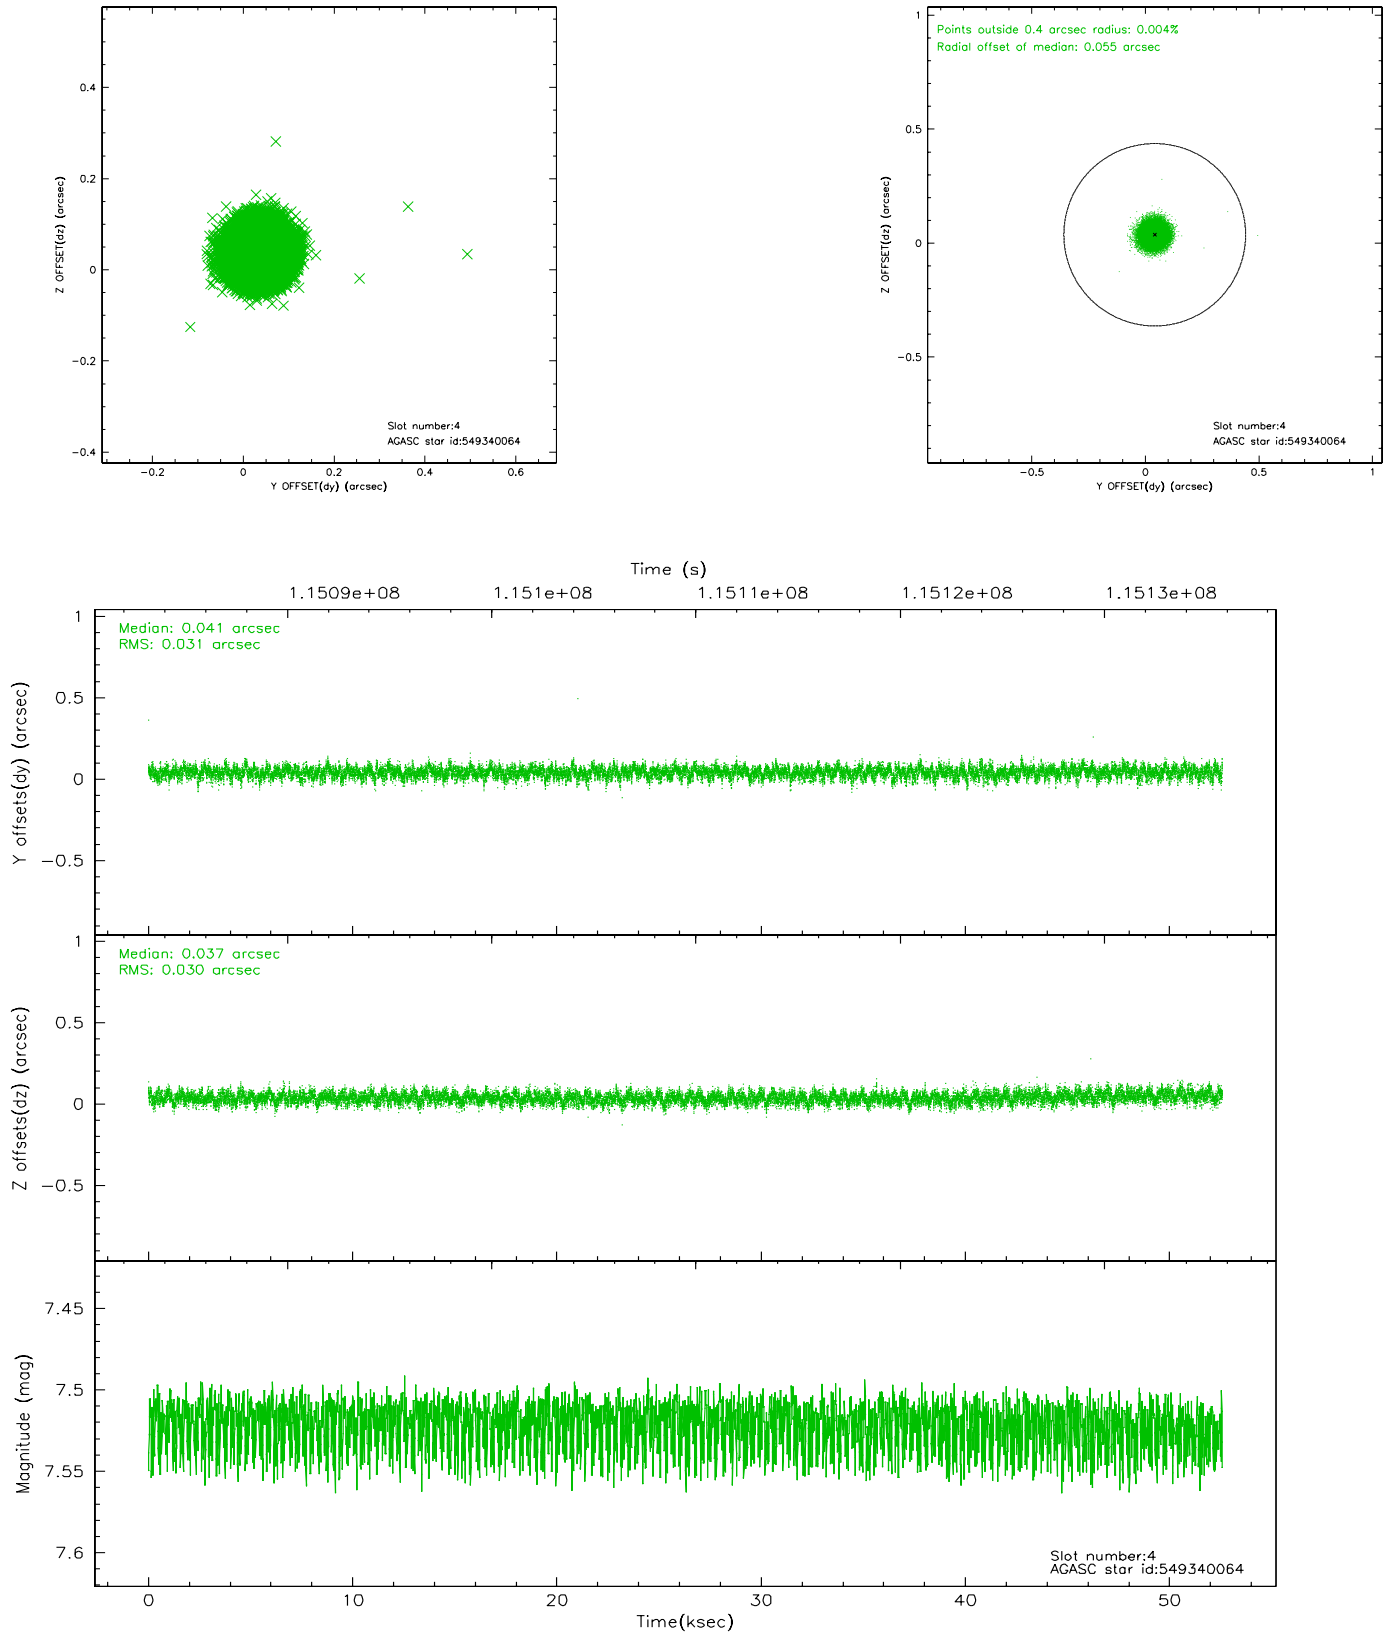 0.4
0.2
0
−0.2
−0.4
Z OFFSET(dz) (arcsec)
Slot number:4
AGASC star id:549340064
−0.2 0 0.2 0.4 0.6
Y OFFSET(dy) (arcsec)
Points outside 0.4 arcsec radius: 0.004%
Radial offset of median: 0.055 arcsec
1
0.5
0
−0.5
Z OFFSET(dz) (arcsec)
Slot number:4
AGASC star id:549340064
−0.5 0 0.5 1
Y OFFSET(dy) (arcsec)
Time (s)
1.1509e+08 1.151e+08 1.1511e+08 1.1512e+08 1.1513e+08
Median: 0.041 arcsec
RMS: 0.031 arcsec
1
0.5
0
−0.5
Y offsets(dy) (arcsec)
Median: 0.037 arcsec
RMS: 0.030 arcsec
1
0.5
0
−0.5
Z offsets(dz) (arcsec)
7.45
7.5
7.55
7.6
Magnitude (mag)
Slot number:4
AGASC star id:549340064
0 10 20 30 40 50
Time(ksec)